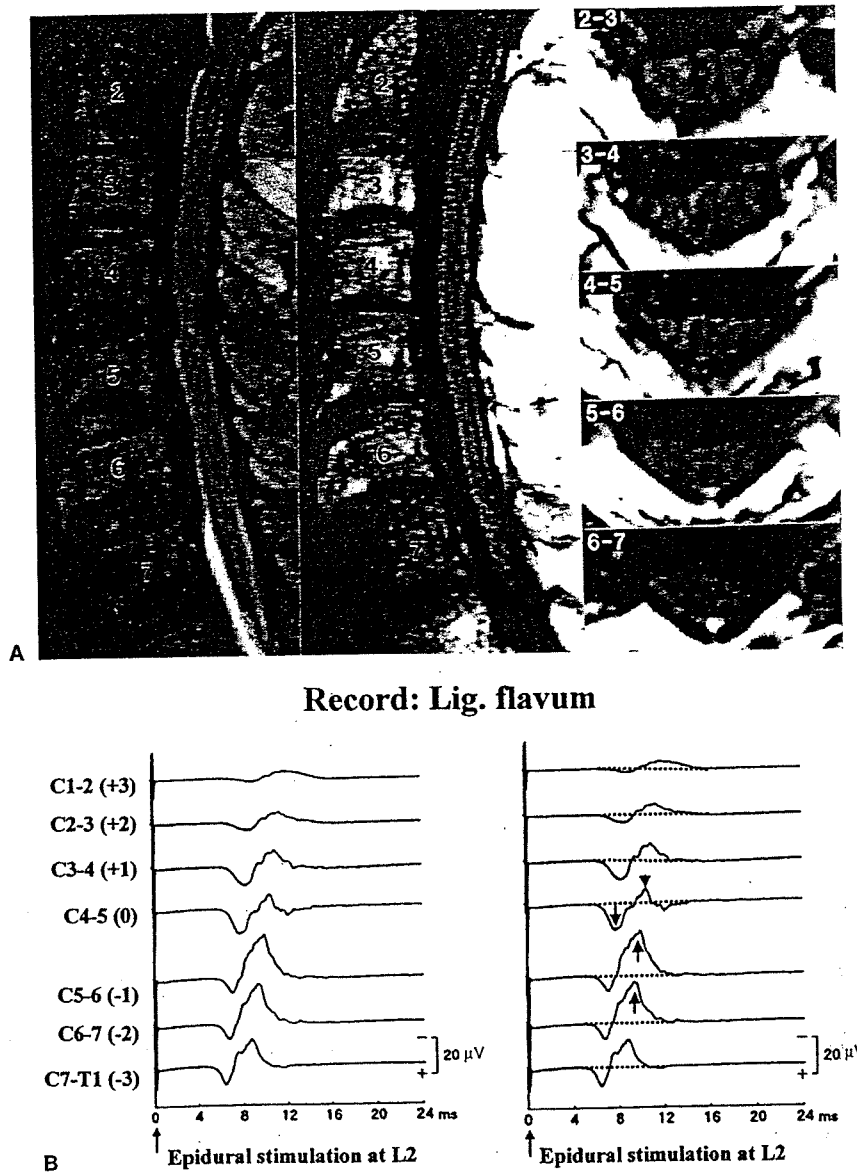 2
3
4
5
6
2
3
4
5
6
7
2-3
3-4
4-5
5-6
6-7
A
Record: Lig. flavum
C1-2 (+3)
C2-3 (+2)
C3-4 (+1)
C4-5 (0)
C5-6 (-1)
C6-7 (-2)
C7-T1 (-3)
− 20 μV +
0 4 8 12 16 20 24 ms
Epidural stimulation at L2
− 20 μV +
0 4 8 12 16 20 24 ms
Epidural stimulation at L2
B